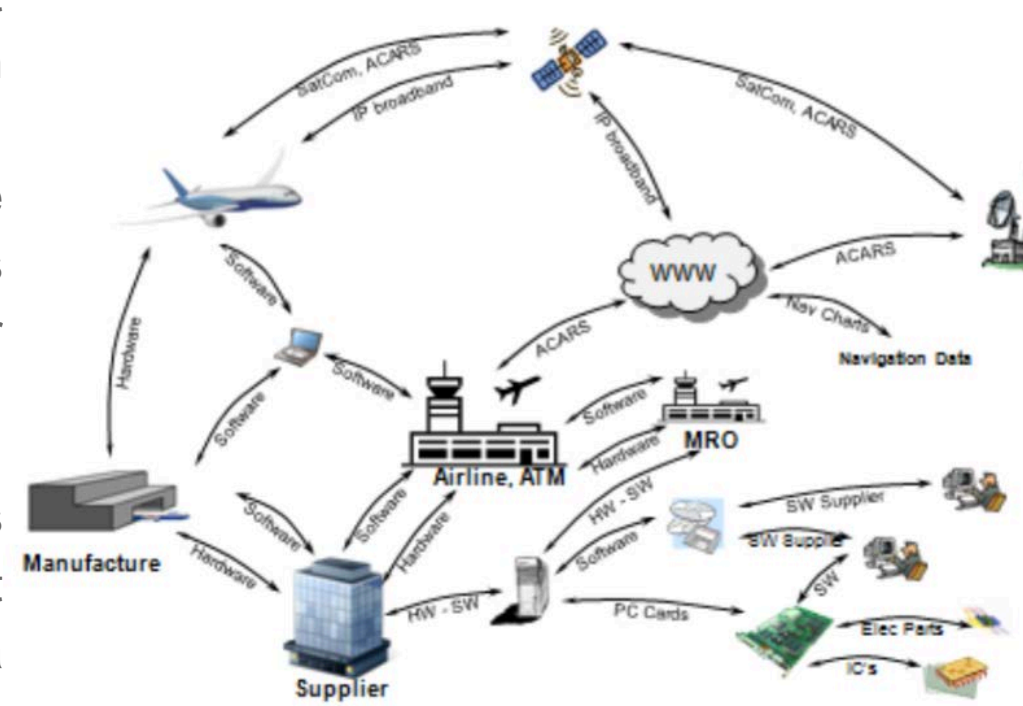 SatCom, ACARS
IP broadband
SatCom, ACARS
IP broadband
WWW
ACARS
Nav Charts
Navigation Data
ACARS
Software
Hardware
Software
Software
Software
MRO
Hardware
Airline, ATM
HW - SW
Software
Hardware
Software
Hardware
Manufacture
Software
SW Supplier
SW Supplier
SW
HW - SW
PC Cards
Elec Parts
IC's
Supplier